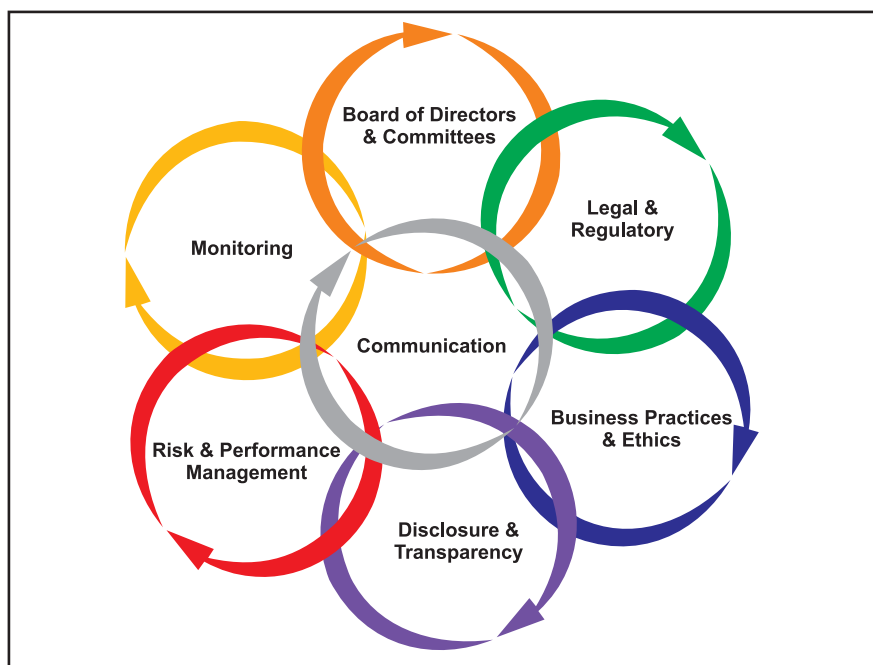 Board of Directors
& Committees
Legal &
Regulatory
Monitoring
Communication
Business Practices
& Ethics
Risk & Performance
Management
Disclosure &
Transparency